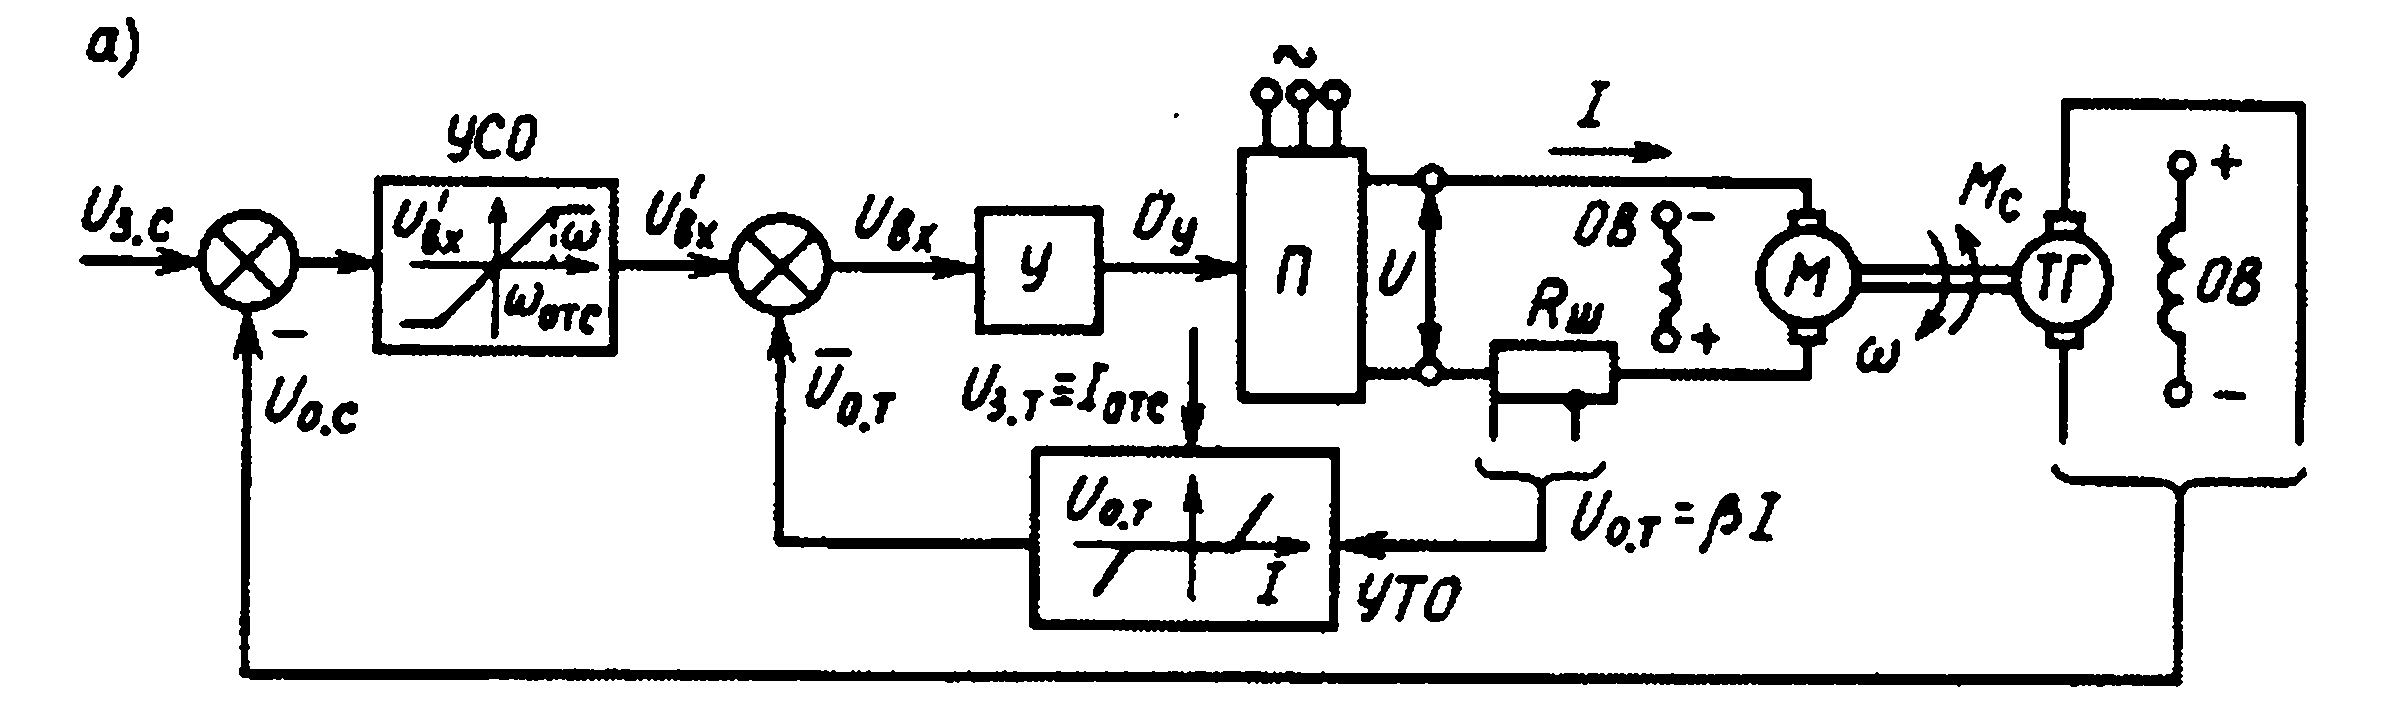 а)
~
I
УСО
Uз.с
U'вх
ω
ωотс
U'вх
Uвх
У
Uу
П
U
ОВ
-
+
Rш
М
ω
Mс
ТГ
+
ОВ
-
-
Uо.с
-
Uо.т
Uз.т ≡ Iотс
Uо.т
I
Uо.т = βI
УТО